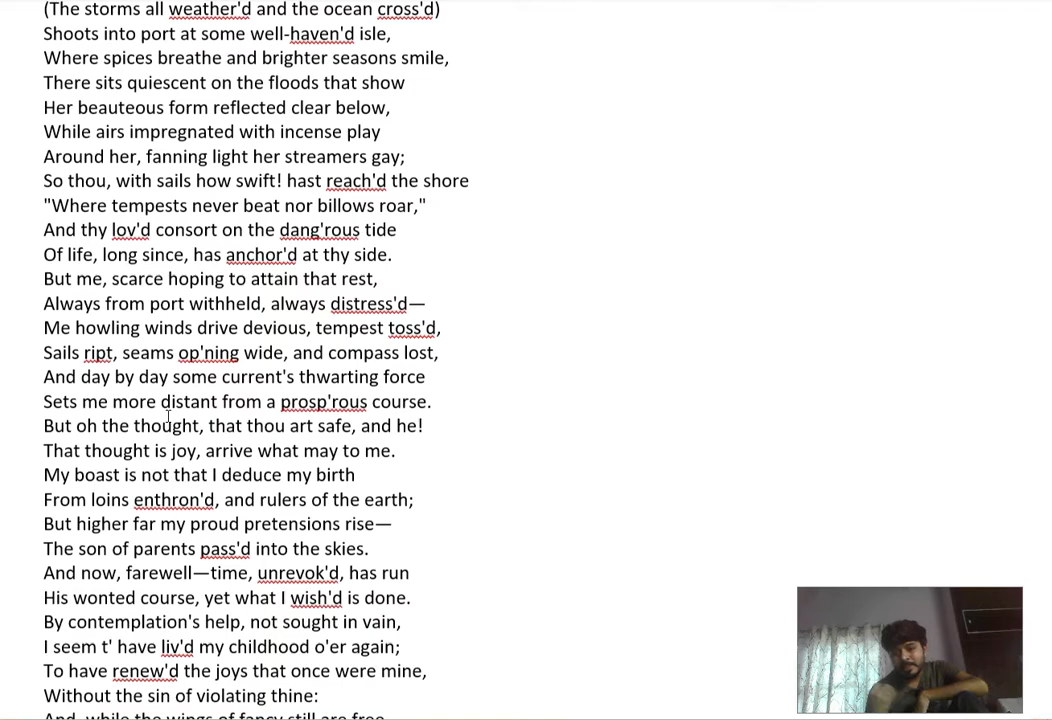 (The storms all weather'd and the ocean cross'd)
Shoots into port at some well-haven'd isle,
Where spices breathe and brighter seasons smile,
There sits quiescent on the floods that show
Her beauteous form reflected clear below,
While airs impregnated with incense play
Around her, fanning light her streamers gay;
So thou, with sails how swift! hast reach'd the shore
"Where tempests never beat nor billows roar,"
And thy lov'd consort on the dang'rous tide
Of life, long since, has anchor'd at thy side.
But me, scarce hoping to attain that rest,
Always from port withheld, always distress'd—
Me howling winds drive devious, tempest toss'd,
Sails ript, seams op'ning wide, and compass lost,
And day by day some current's thwarting force
Sets me more distant from a prosp'rous course.
But oh the thought, that thou art safe, and he!
That thought is joy, arrive what may to me.
My boast is not that I deduce my birth
From loins enthron'd, and rulers of the earth;
But higher far my proud pretensions rise—
The son of parents pass'd into the skies.
And now, farewell—time, unrevok'd, has run
His wonted course, yet what I wish'd is done.
By contemplation's help, not sought in vain,
I seem t' have liv'd my childhood o'er again;
To have renew'd the joys that once were mine,
Without the sin of violating thine:
And, while the wings of fancy still are free